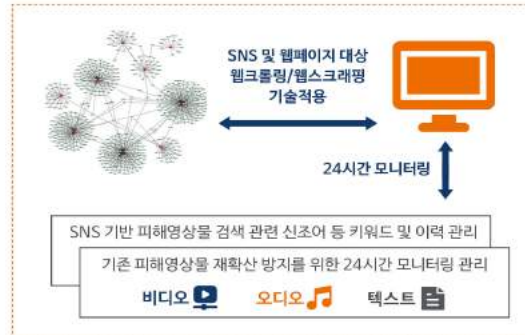 SNS 및 웹페이지 대상
웹크롤링/웹스크래핑
기술적용
24시간 모니터링
SNS 기반 피해영상물 검색 관련 신조어 등 키워드 및 이력 관리
기존 피해영상물 재확산 방지를 위한 24시간 모니터링 관리
비디오 오디오 텍스트